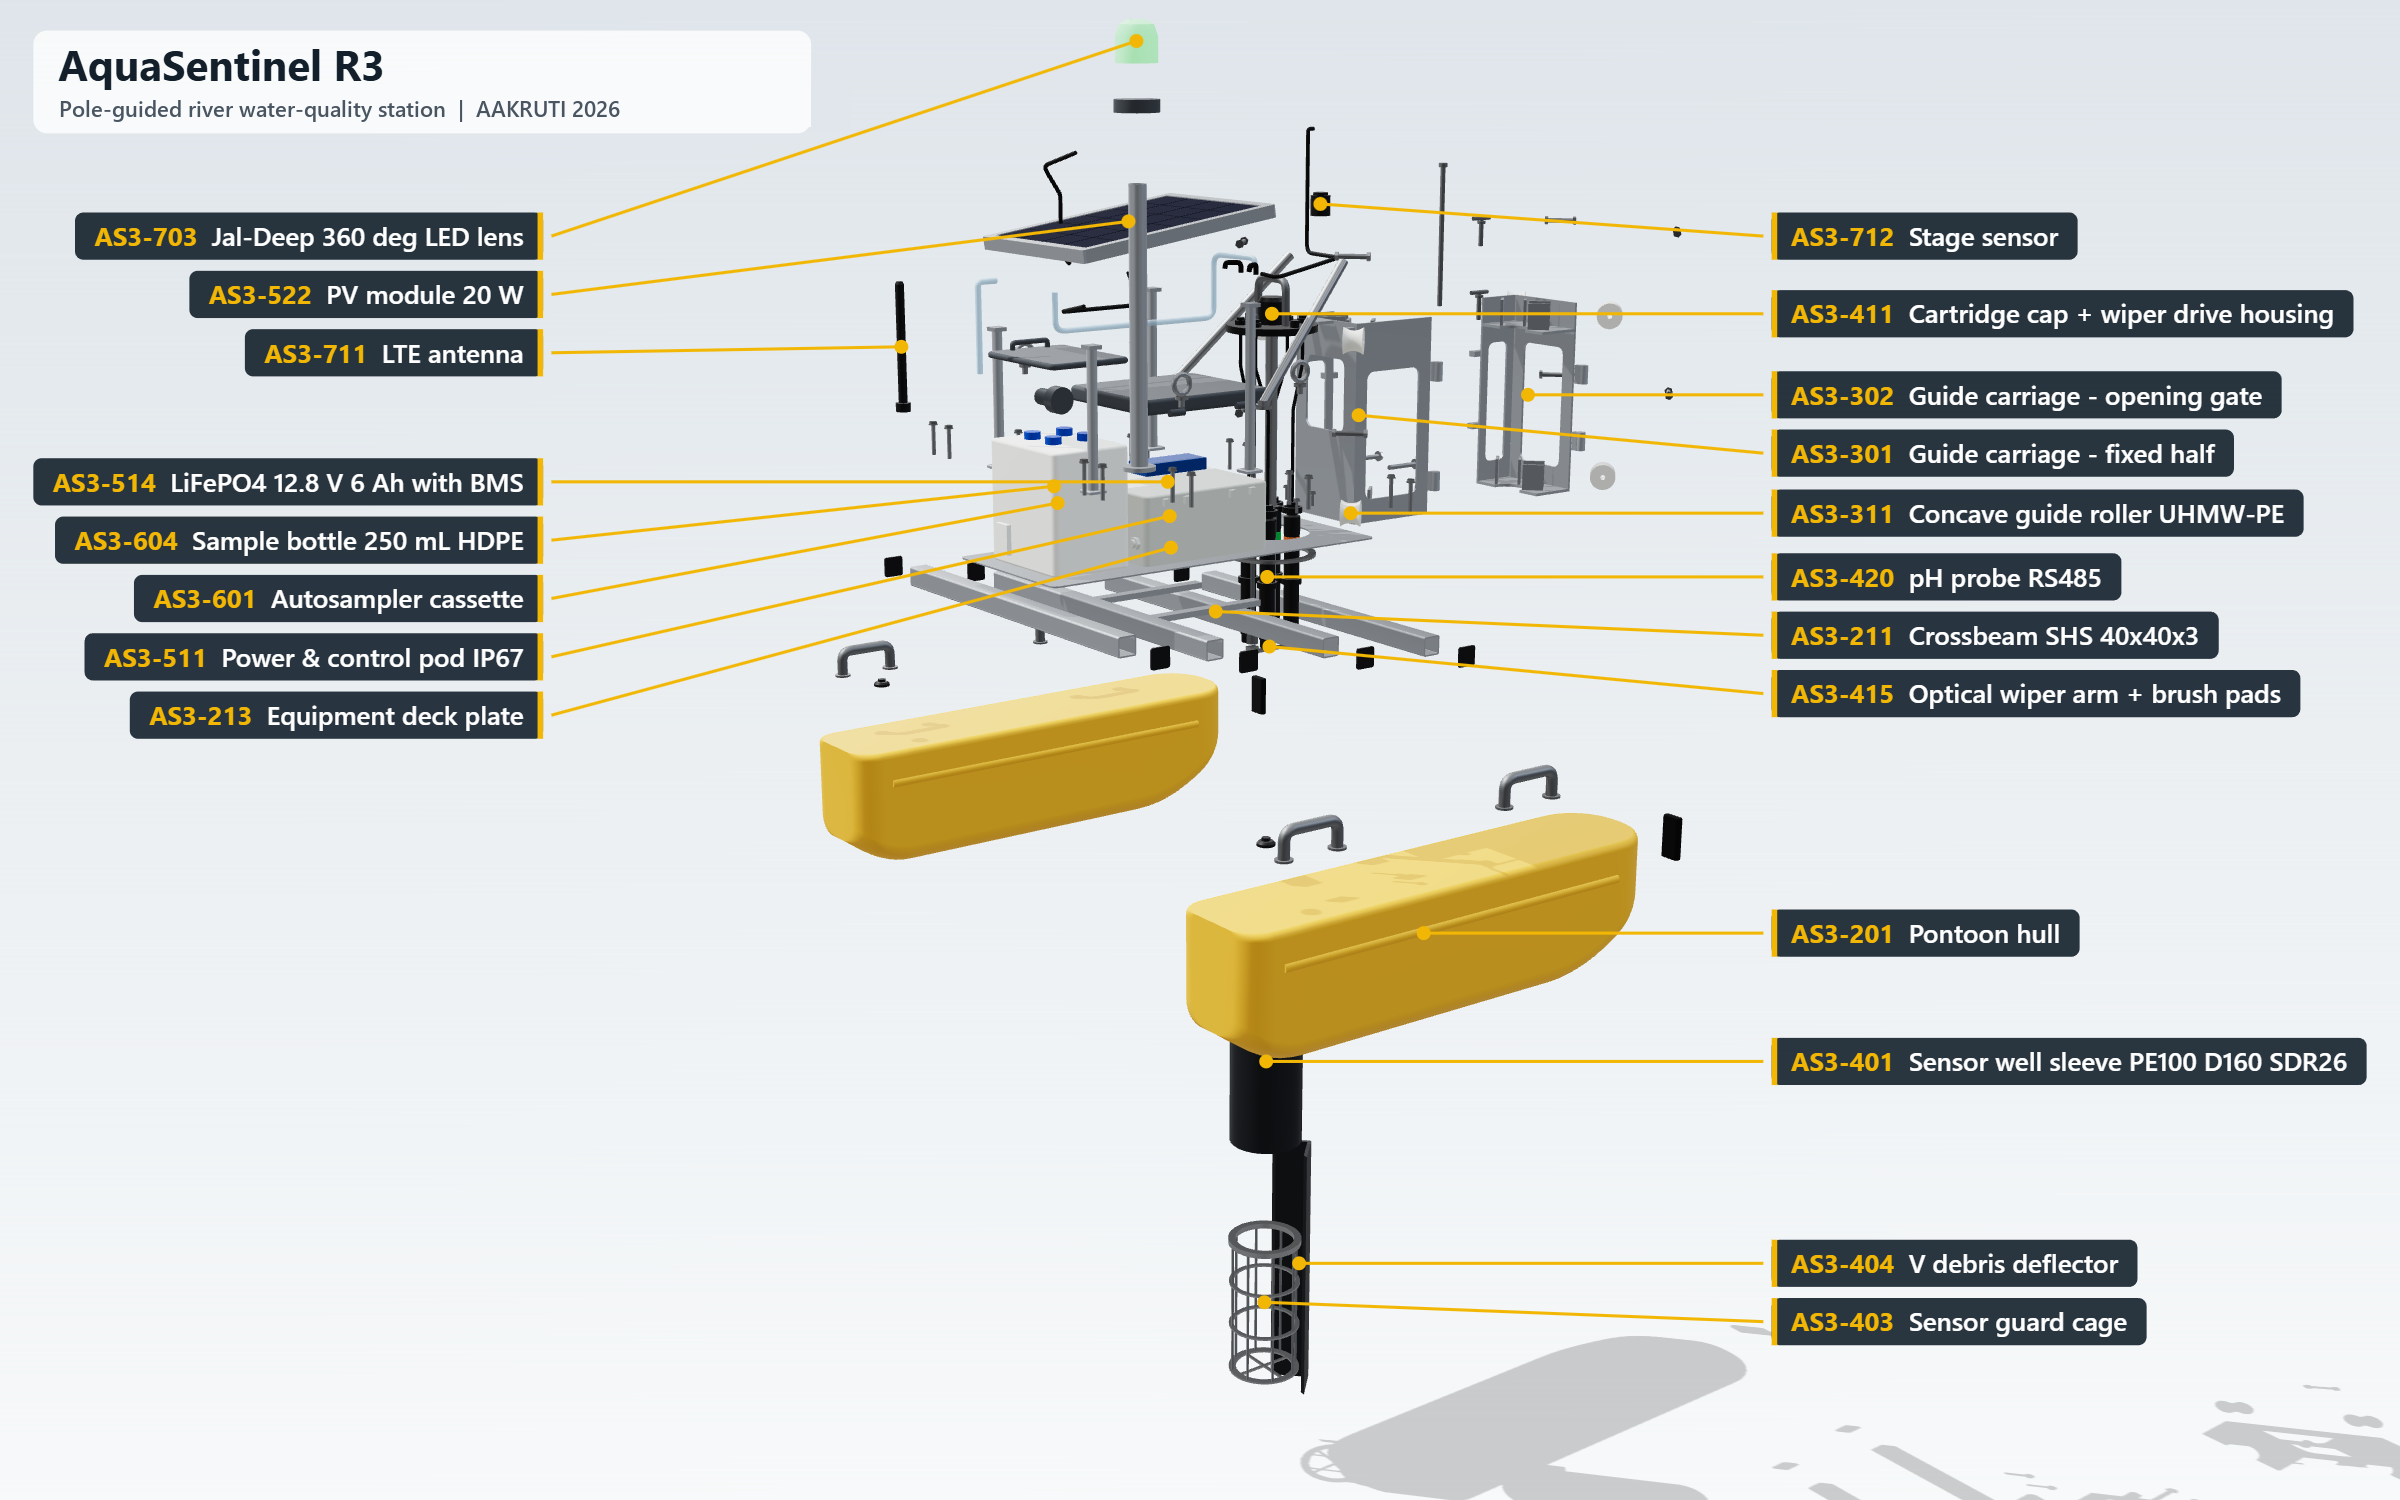 AquaSentinel R3
Pole-guided river water-quality station | AAKRUTI 2026
AS3-703 Jal-Deep 360 deg LED lens
AS3-522 PV module 20 W
AS3-711 LTE antenna
AS3-514 LiFePO4 12.8 V 6 Ah with BMS
AS3-604 Sample bottle 250 mL HDPE
AS3-601 Autosampler cassette
AS3-511 Power & control pod IP67
AS3-213 Equipment deck plate
AS3-712 Stage sensor
AS3-411 Cartridge cap + wiper drive housing
AS3-302 Guide carriage - opening gate
AS3-301 Guide carriage - fixed half
AS3-311 Concave guide roller UHMW-PE
AS3-420 pH probe RS485
AS3-211 Crossbeam SHS 40x40x3
AS3-415 Optical wiper arm + brush pads
AS3-201 Pontoon hull
AS3-401 Sensor well sleeve PE100 D160 SDR26
AS3-404 V debris deflector
AS3-403 Sensor guard cage